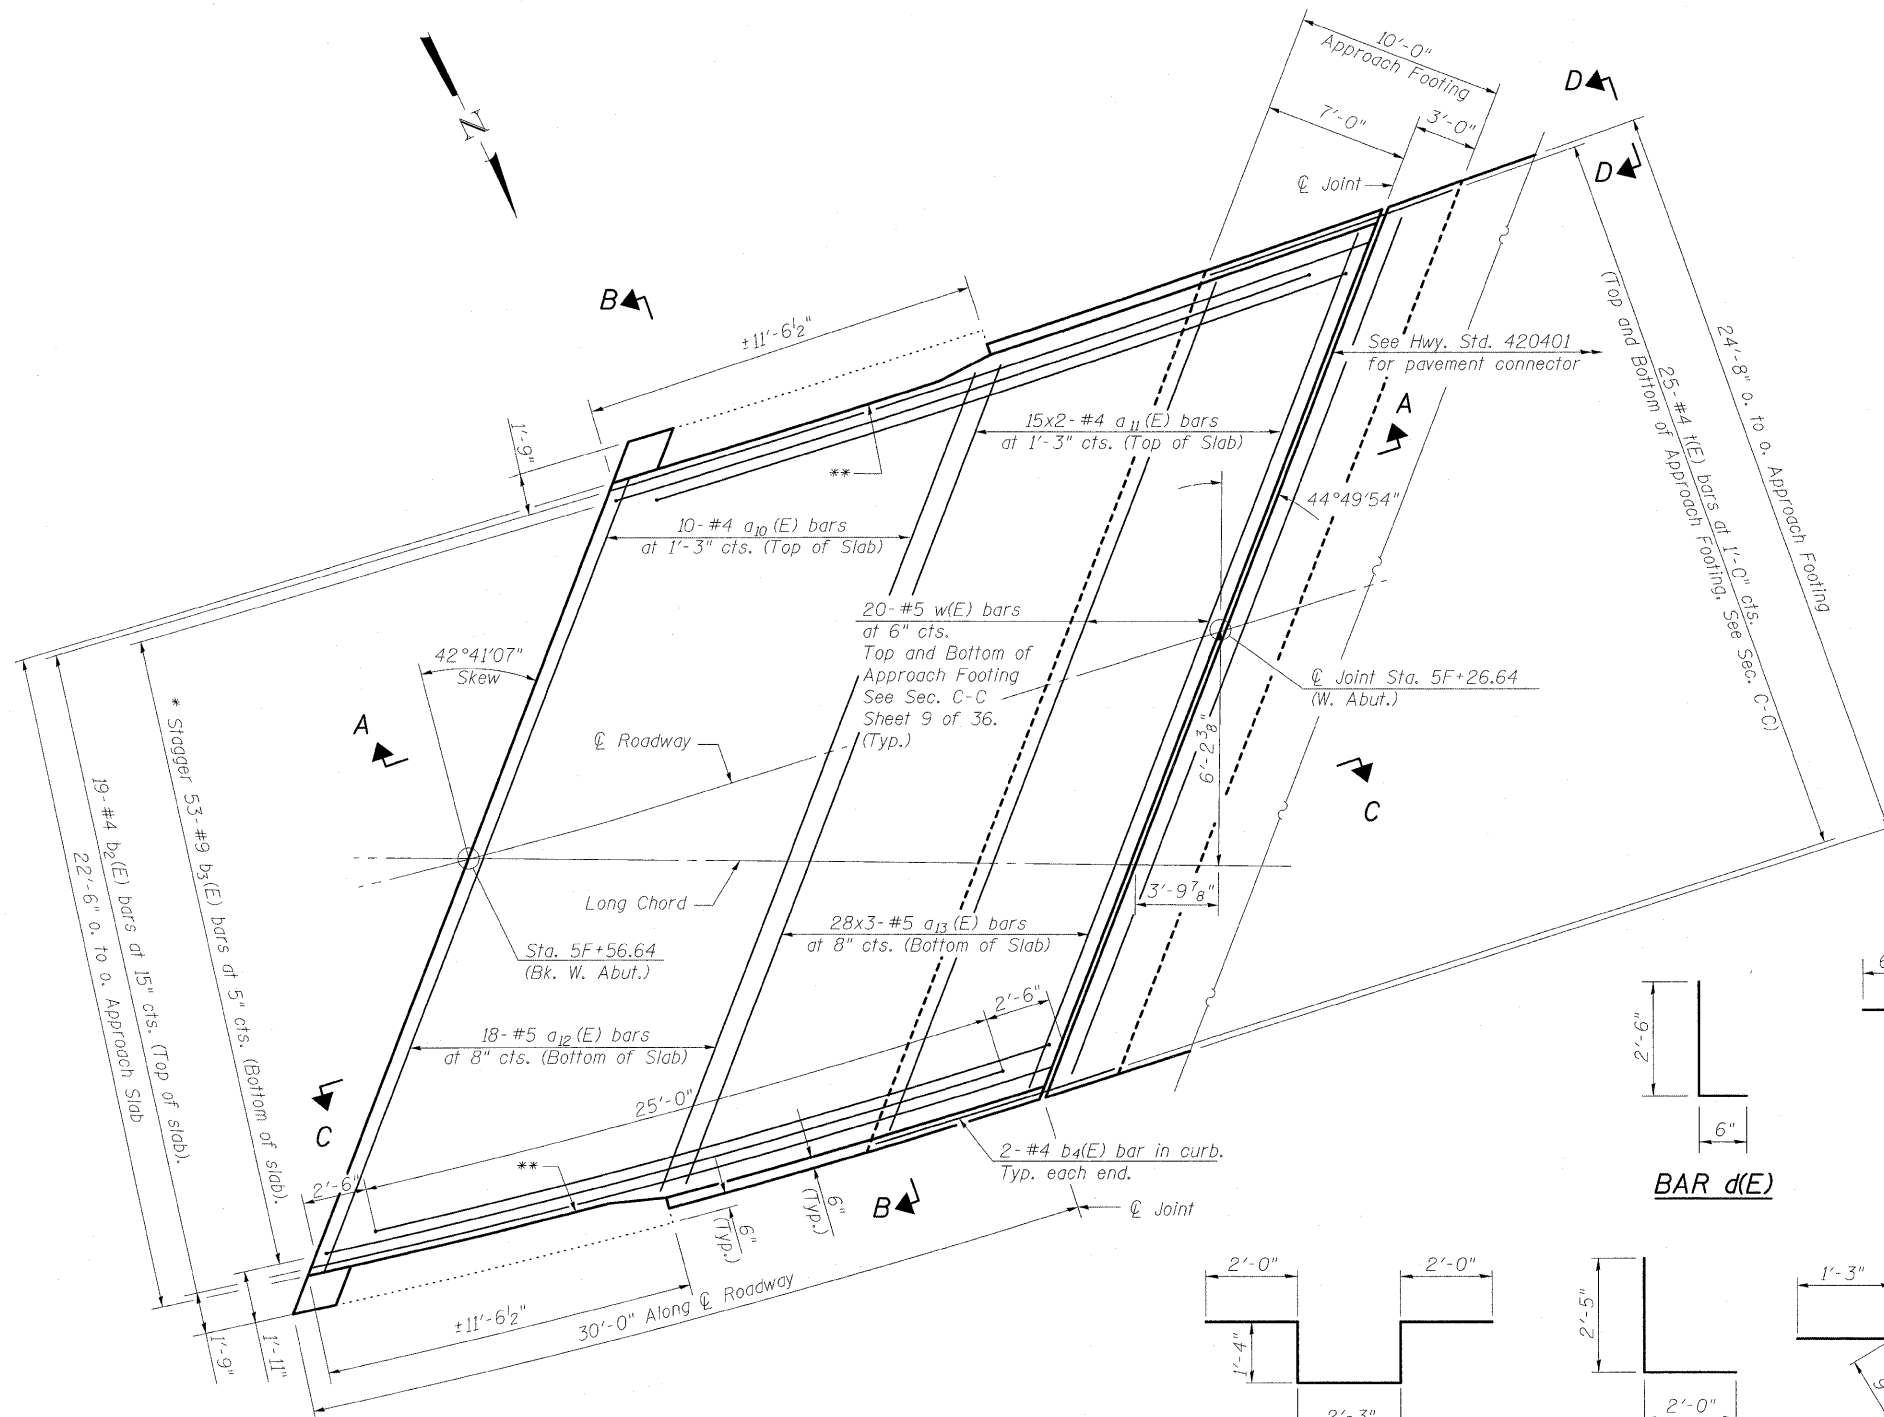 10'-0"
Approach Footing
7'-0"
3'-0"
D
D
N
℄ Joint
B
±11'-6½"
1'-9"
**
See Hwy. Std. 420401
for pavement connector
A
15x2-#4 a11(E) bars
at 1'-3" cts. (Top of Slab)
44°49'54"
10-#4 a10(E) bars
at 1'-3" cts. (Top of Slab)
25-#4 t(E) bars at 1'-0" cts.
(Top and Bottom of Approach Footing, See Sec. C-C)
24'-8" o. to o. Approach Footing
20-#5 w(E) bars
at 6" cts.
Top and Bottom of
Approach Footing
See Sec. C-C
Sheet 9 of 36.
(Typ.)
42°41'07"
Skew
℄ Joint Sta. 5F+26.64
(W. Abut.)
A
℄ Roadway
6'-2⅜"
C
* Stagger 53-#9 b3(E) bars at 5" cts. (Bottom of slab).
19-#4 b2(E) bars at 15" cts. (Top of slab).
22'-6" o. to o. Approach Slab
Long Chord
3'-9⅞"
28x3-#5 a13(E) bars
at 8" cts. (Bottom of Slab)
Sta. 5F+56.64
(Bk. W. Abut.)
2'-6"
18-#5 a12(E) bars
at 8" cts. (Bottom of Slab)
25'-0"
C
2'-6"
**
2-#4 b4(E) bar in curb.
Typ. each end.
6"
(Typ.)
6"
(Typ.)
B
℄ Joint
±11'-6½"
30'-0" Along ℄ Roadway
1'-9"
1'-11"
2'-6"
6"
BAR d(E)
2'-0"
2'-0"
1'-4"
2'-3"
2'-5"
2'-0"
1'-3"